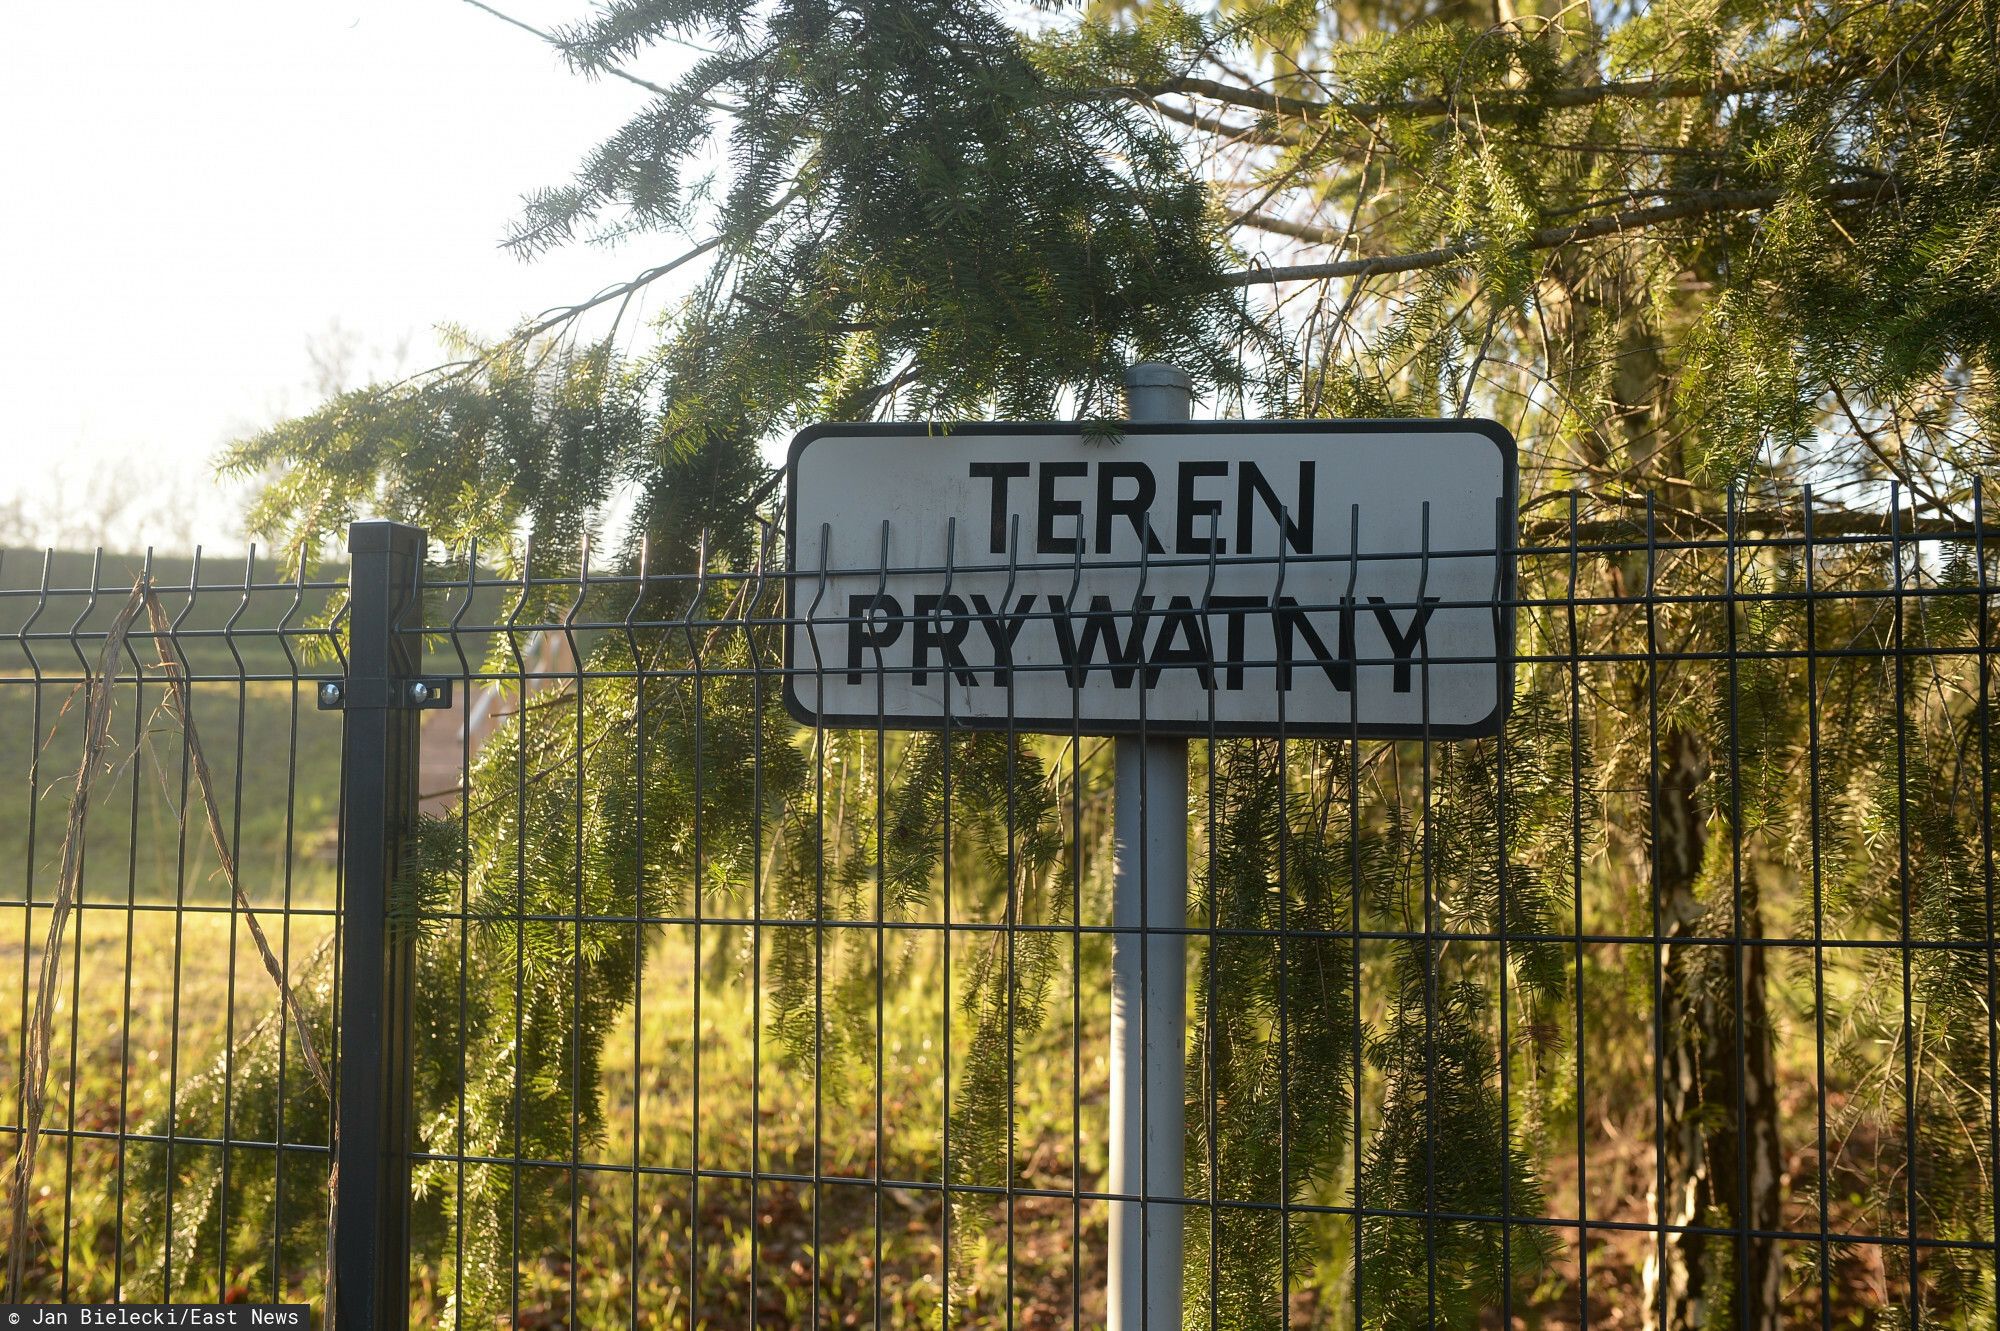 TEREN
PRYWATNY
© Jan Bielecki/East News